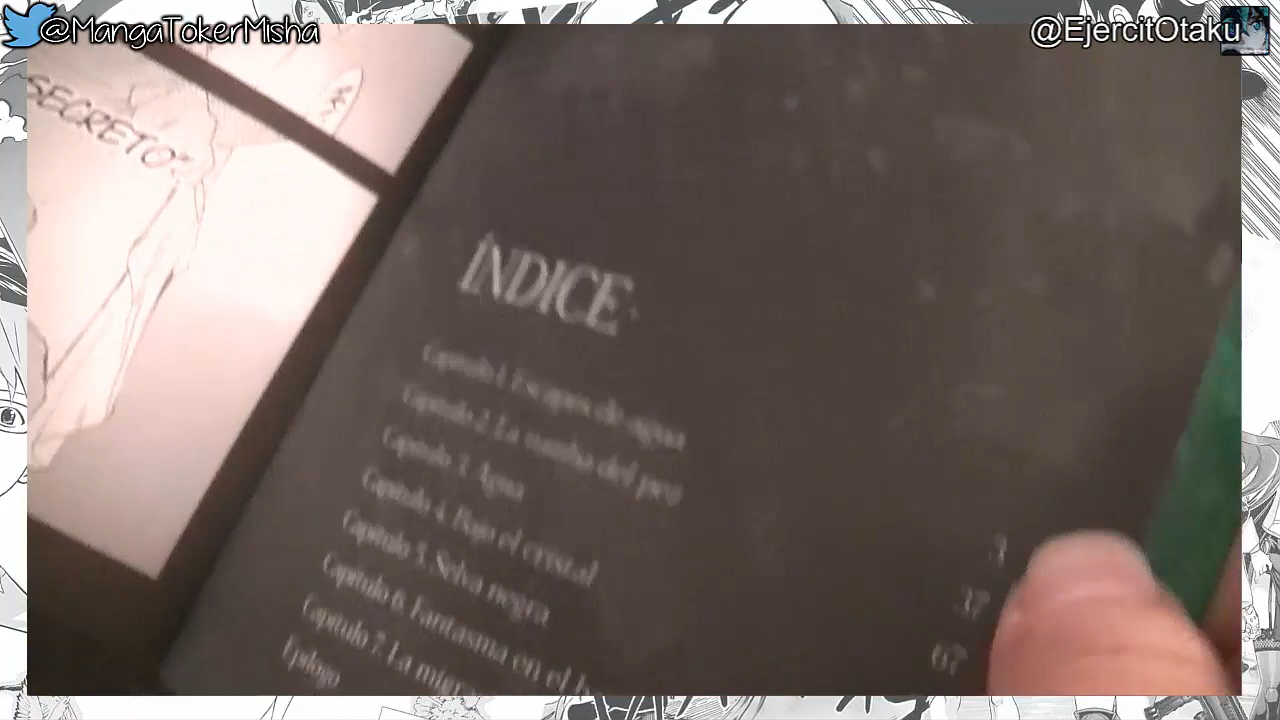 @MangaTokerMisha
@EjercitOtaku
SECRETO"
ÍNDICE
Capítulo 1. Escapes de agua
Capítulo 2. La sombra del pez
Capítulo 3. Agua
Capítulo 4. Bajo el cristal
Capítulo 5. Selva negra
Capítulo 6. Fantasma en el
Capítulo 7. La
Epílogo
3
37
67